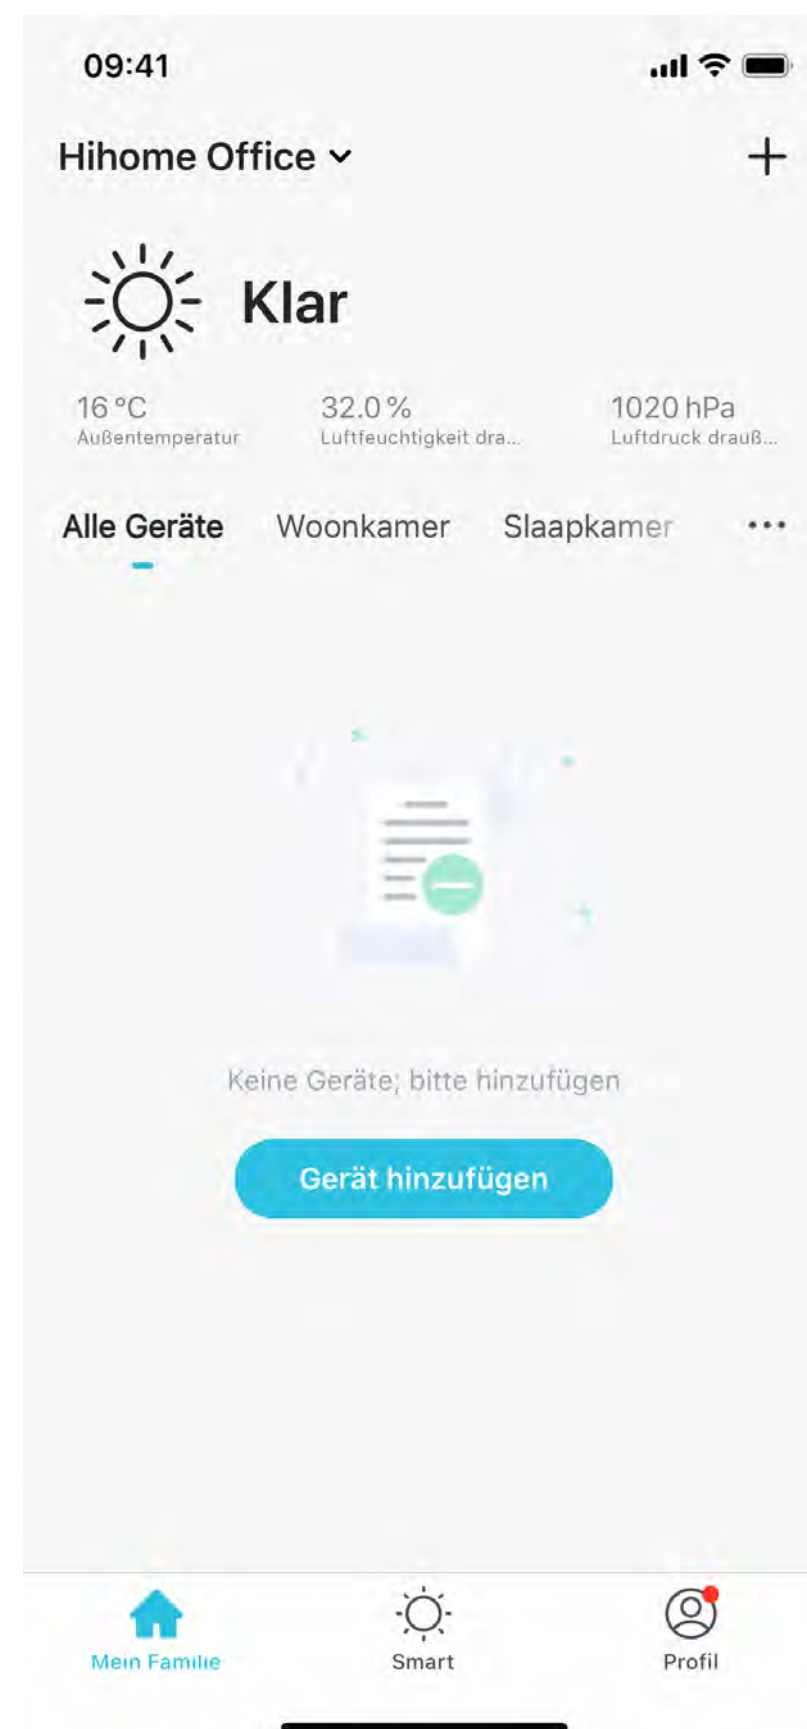 09:41
Hihome Office
Klar
16 °C 32.0 % 1020 hPa
Außentemperatur Luftfeuchtigkeit dra... Luftdruck drauß...
Alle Geräte Woonkamer Slaapkamer
Keine Geräte; bitte hinzufügen
Gerät hinzufügen
Mein Familie Smart Profil